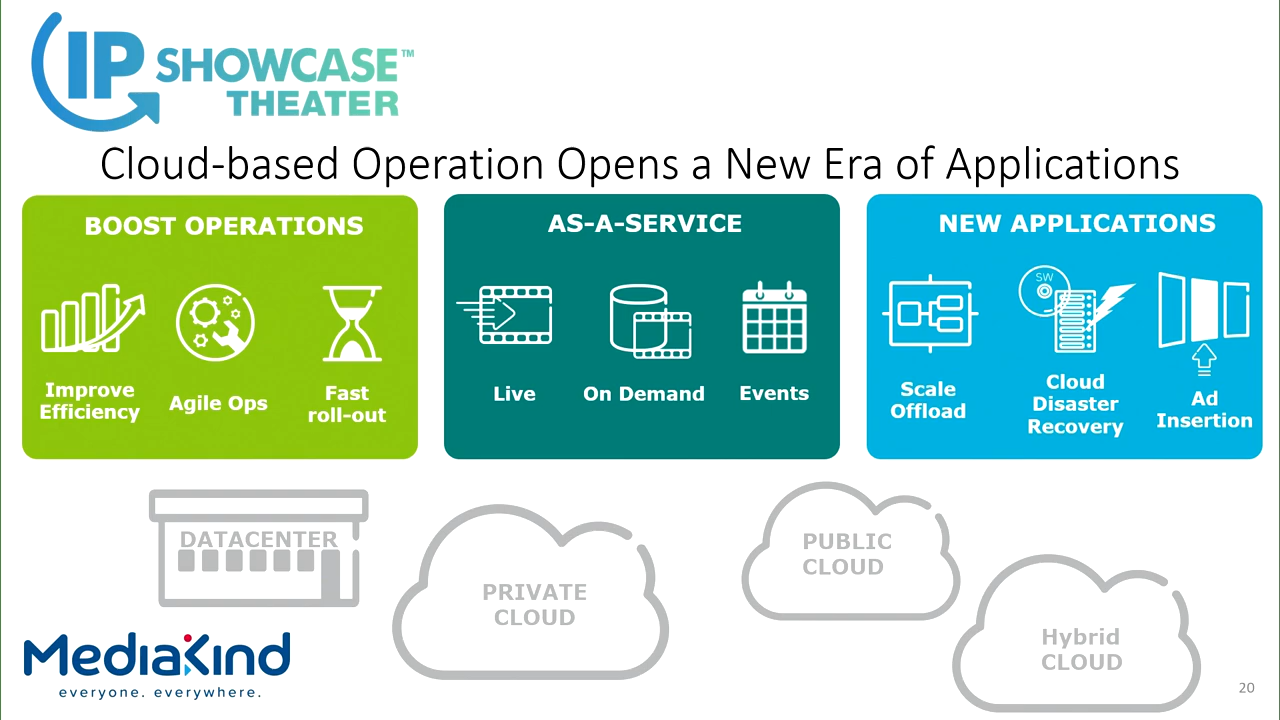 IP SHOWCASE™
THEATER
Cloud-based Operation Opens a New Era of Applications
BOOST OPERATIONS
Improve
Efficiency
Agile Ops
Fast
roll-out
AS-A-SERVICE
Live
On Demand
Events
NEW APPLICATIONS
SW
Scale
Offload
Cloud
Disaster
Recovery
Ad
Insertion
DATACENTER
PRIVATE
CLOUD
PUBLIC
CLOUD
Hybrid
CLOUD
MediaKind
everyone. everywhere.
20